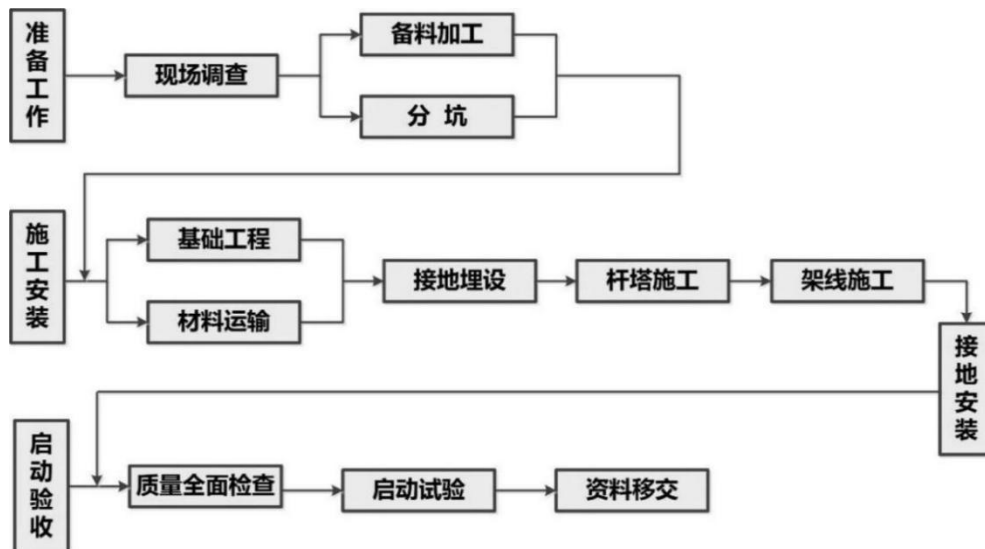 准备工作
现场调查
备料加工
分 坑
施工安装
基础工程
材料运输
接地埋设
杆塔施工
架线施工
接地安装
启动验收
质量全面检查
启动试验
资料移交